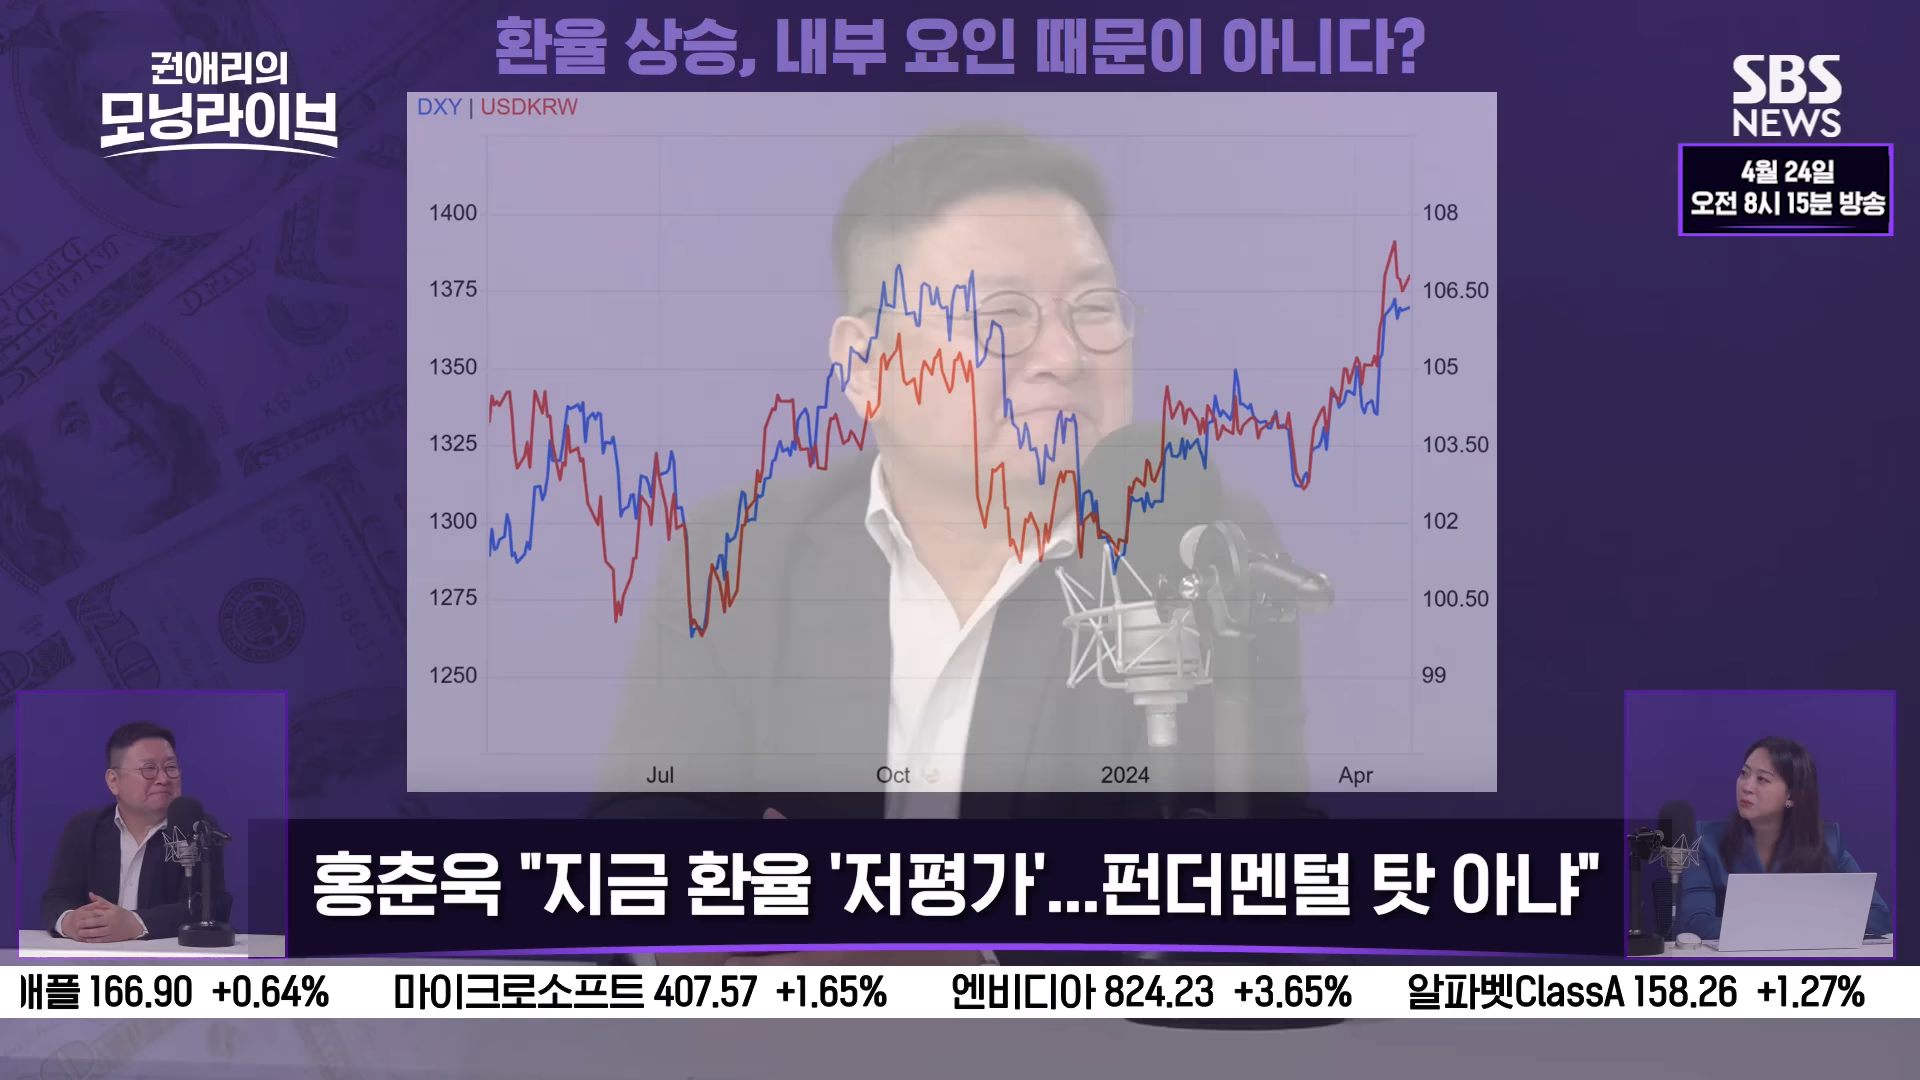 환율 상승, 내부 요인 때문이 아니다?
권애리의
모닝라이브
SBS
NEWS
4월 24일
오전 8시 15분 방송
DXY | USDKRW
1400
1375
1350
1325
1300
1275
1250
108
106.50
105
103.50
102
100.50
99
Jul Oct 2024 Apr
홍춘욱 "지금 환율 '저평가'...펀더멘털 탓 아냐"
애플 166.90 +0.64% 마이크로소프트 407.57 +1.65% 엔비디아 824.23 +3.65% 알파벳ClassA 158.26 +1.27%